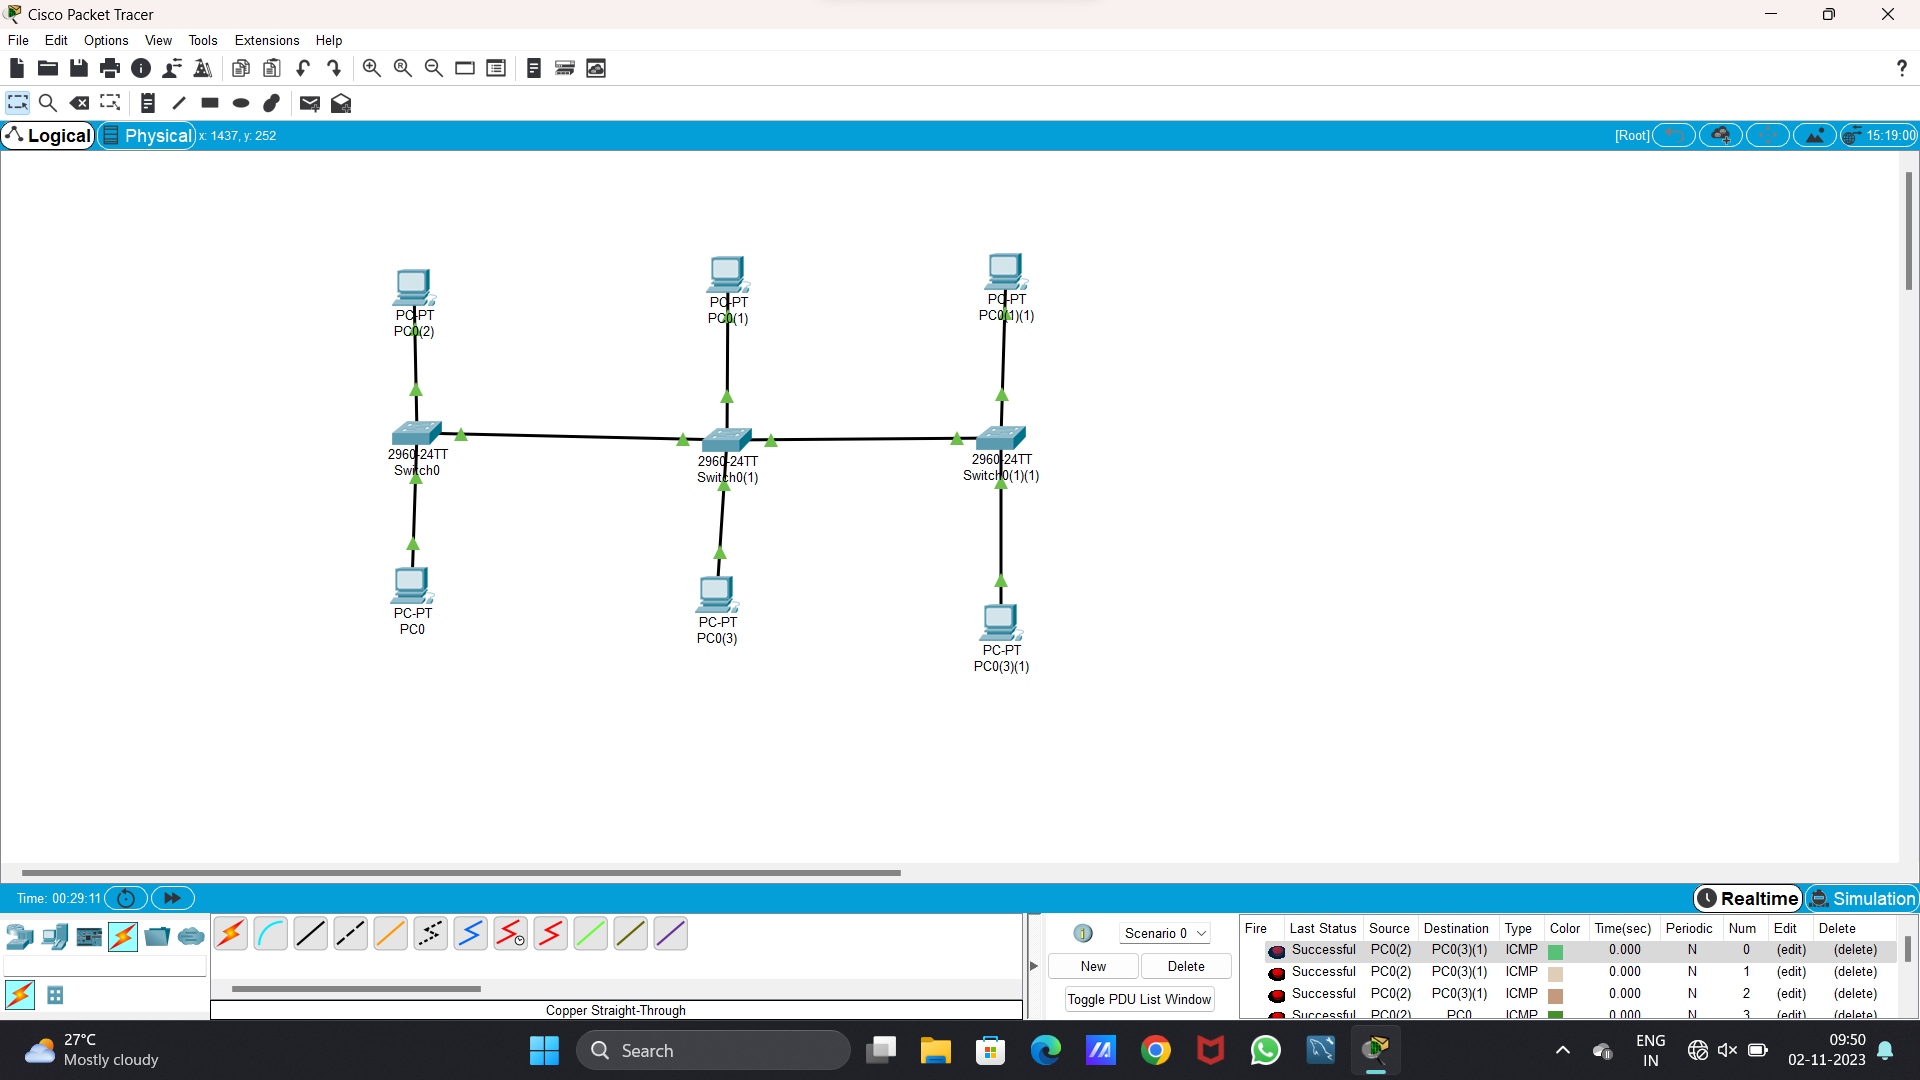 Cisco Packet Tracer
File Edit Options View Tools Extensions Help
?
Logical Physical x: 1437, y: 252 [Root] 15:19:00
PC-PT
PC0(2)
PC-PT
PC0(1)
PC-PT
PC0(1)(1)
2960-24TT
Switch0
2960-24TT
Switch0(1)
2960-24TT
Switch0(1)(1)
PC-PT
PC0
PC-PT
PC0(3)
PC-PT
PC0(3)(1)
Time: 00:29:11 Realtime Simulation
Scenario 0
New Delete
Toggle PDU List Window
Copper Straight-Through
Fire Last Status Source Destination Type Color Time(sec) Periodic Num Edit Delete
Successful PC0(2) PC0(3)(1) ICMP 0.000 N 0 (edit) (delete)
Successful PC0(2) PC0(3)(1) ICMP 0.000 N 1 (edit) (delete)
Successful PC0(2) PC0(3)(1) ICMP 0.000 N 2 (edit) (delete)
Successful PC0(2) PC0 ICMP 0.000 N 3 (edit) (delete)
27°C
Mostly cloudy
Search
ENG
IN
09:50
02-11-2023